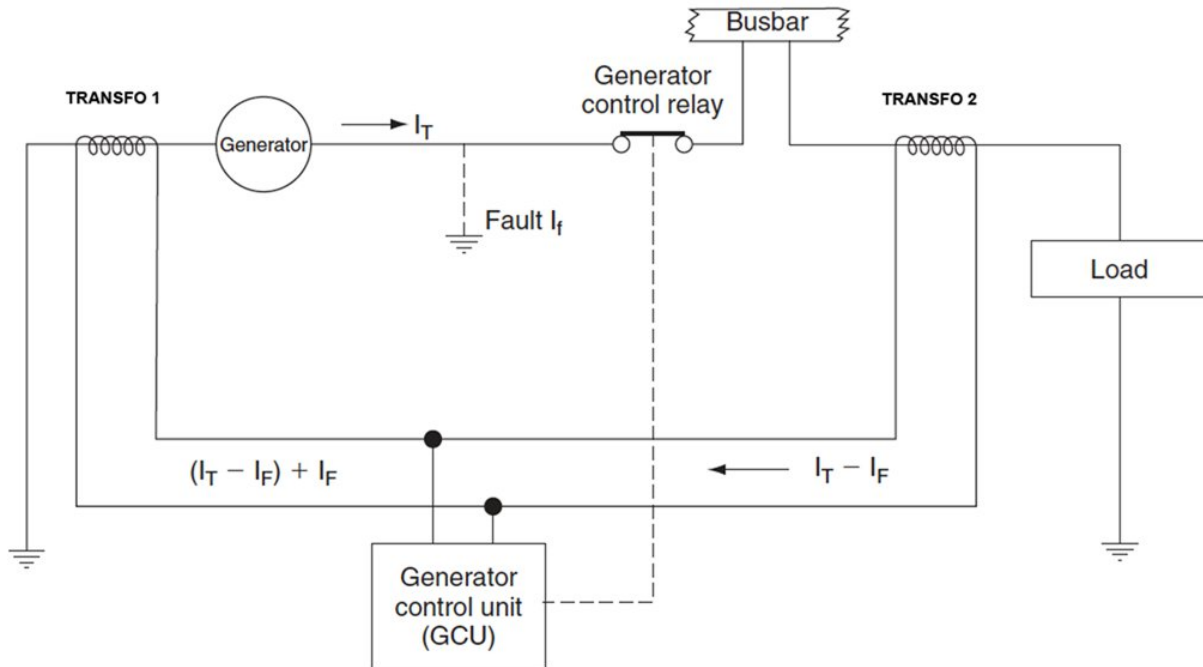 Busbar
Generator
control relay
TRANSFO 1
TRANSFO 2
I_T
Generator
Fault I_f
Load
(I_T − I_F) + I_F
I_T − I_F
Generator
control unit
(GCU)